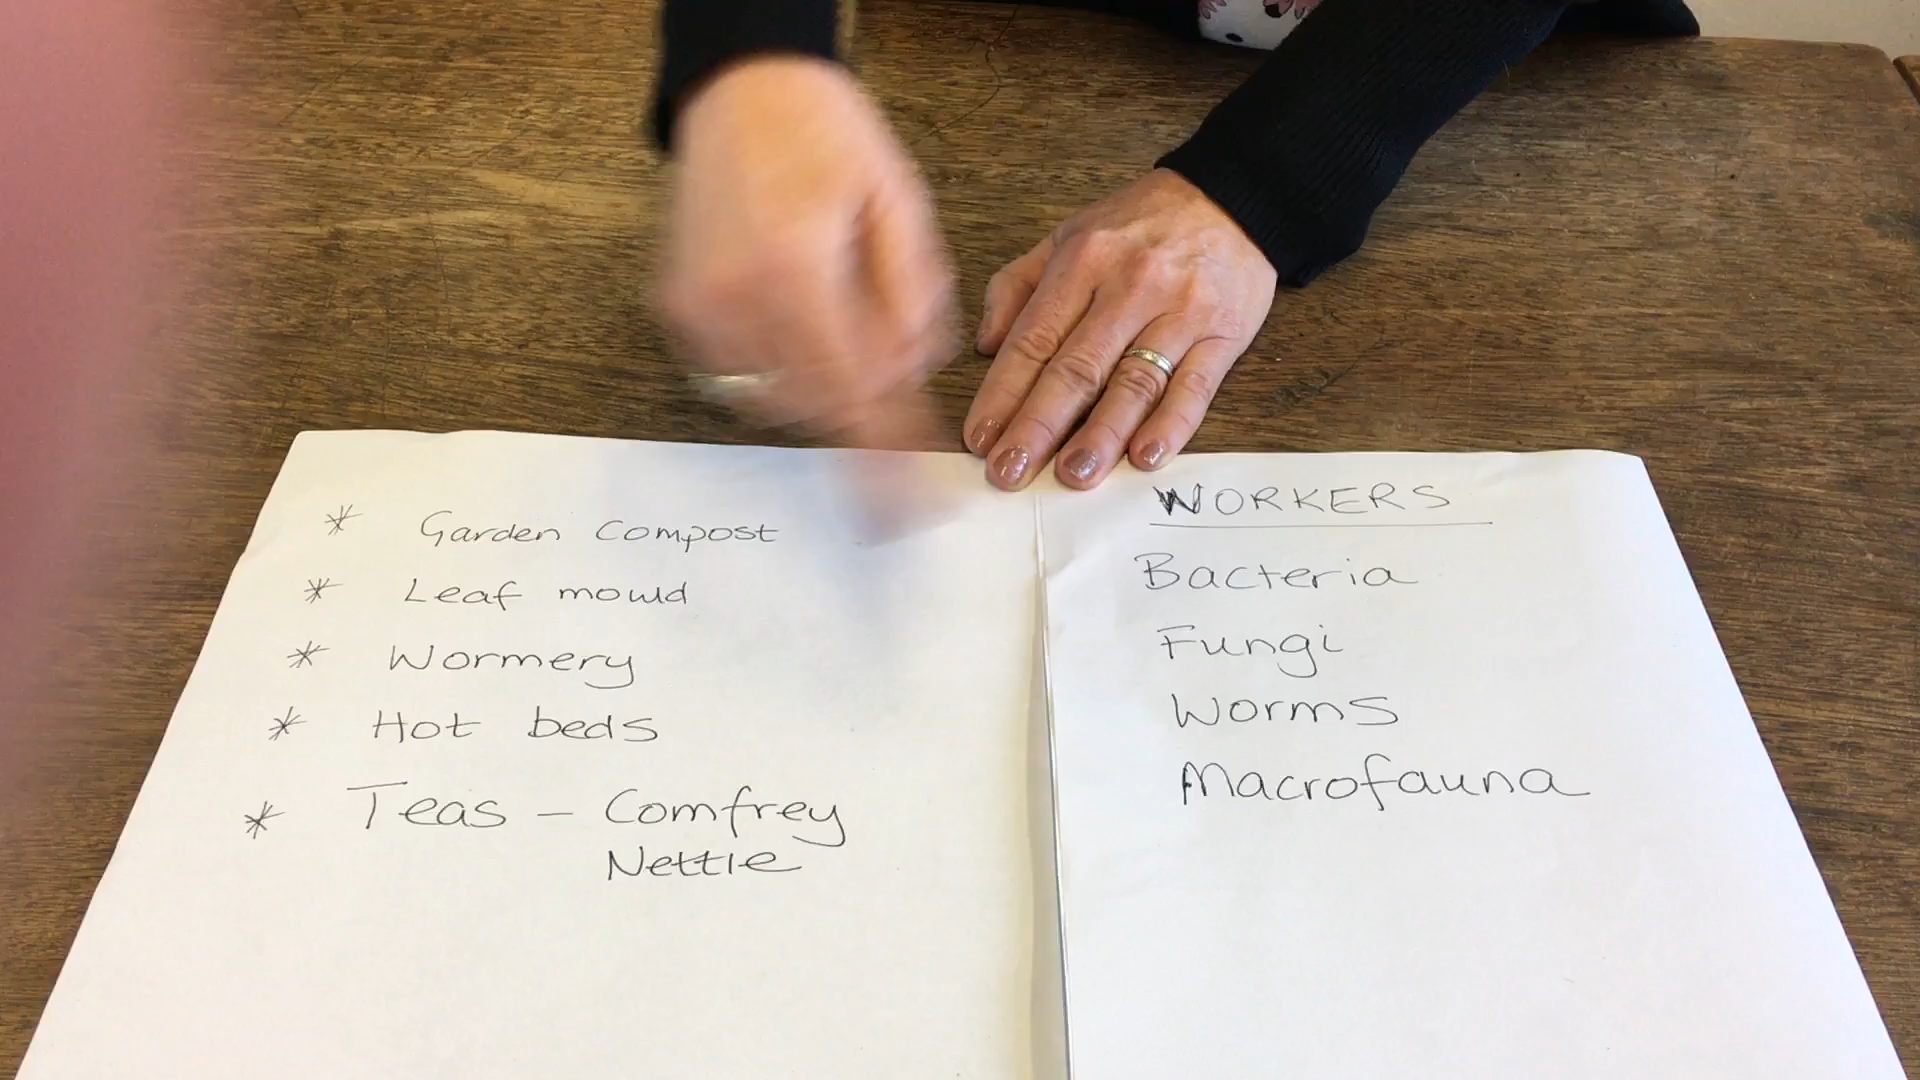 * Garden Compost
* Leaf mould
* Wormery
* Hot beds
* Teas - Comfrey
Nettle
WORKERS
Bacteria
Fungi
Worms
Macrofauna